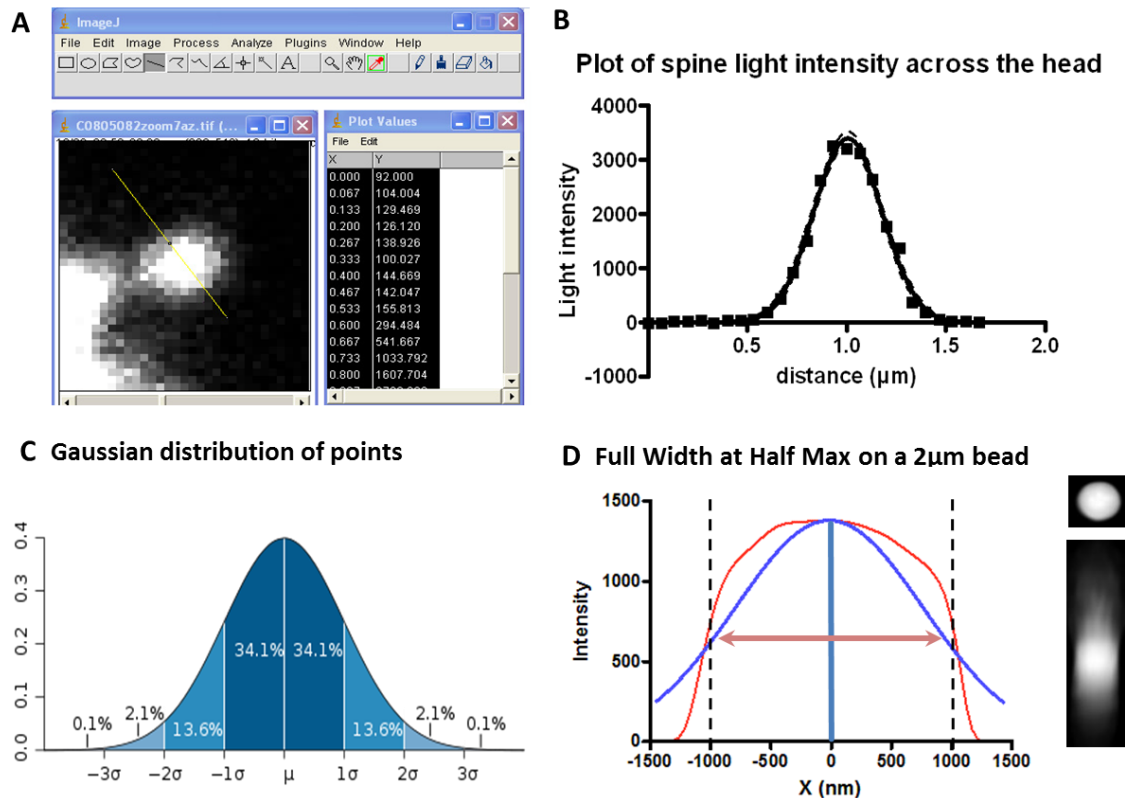 A
ImageJ
File Edit Image Process Analyze Plugins Window Help
C0805082zoom7az.tif (...
Plot Values
File Edit
X Y
0.000 92.000
0.067 104.004
0.133 129.469
0.200 126.120
0.267 138.926
0.333 100.027
0.400 144.669
0.467 142.047
0.533 155.813
0.600 294.484
0.667 541.667
0.733 1033.792
0.800 1607.704
B
Plot of spine light intensity across the head
Light intensity
4000
3000
2000
1000
0
-1000
0.5 1.0 1.5 2.0
distance (µm)
C Gaussian distribution of points
0.4
0.3
0.2
0.1
0.0
34.1% 34.1%
13.6% 13.6%
2.1% 2.1%
0.1% 0.1%
−3σ −2σ −1σ µ 1σ 2σ 3σ
D Full Width at Half Max on a 2µm bead
Intensity
1500
1000
500
0
-1500 -1000 -500 0 500 1000 1500
X (nm)